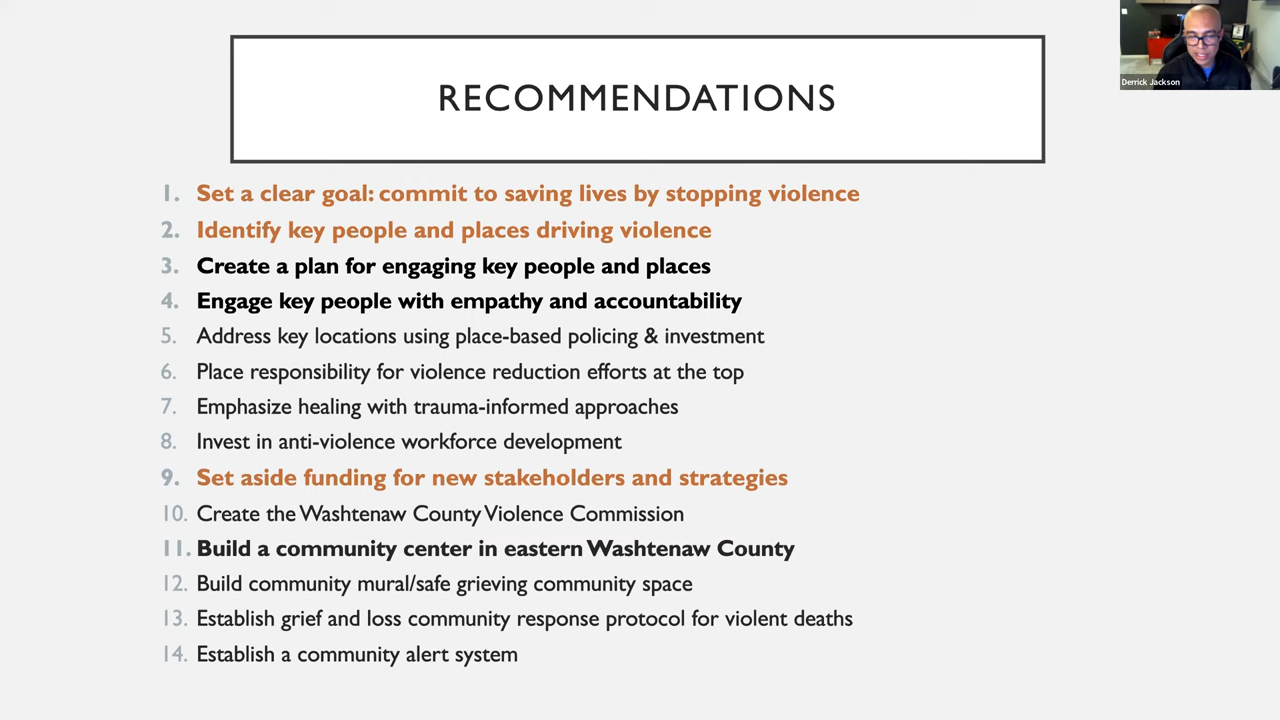 RECOMMENDATIONS
Derrick Jackson
1. Set a clear goal: commit to saving lives by stopping violence
2. Identify key people and places driving violence
3. Create a plan for engaging key people and places
4. Engage key people with empathy and accountability
5. Address key locations using place-based policing & investment
6. Place responsibility for violence reduction efforts at the top
7. Emphasize healing with trauma-informed approaches
8. Invest in anti-violence workforce development
9. Set aside funding for new stakeholders and strategies
10. Create the Washtenaw County Violence Commission
11. Build a community center in eastern Washtenaw County
12. Build community mural/safe grieving community space
13. Establish grief and loss community response protocol for violent deaths
14. Establish a community alert system